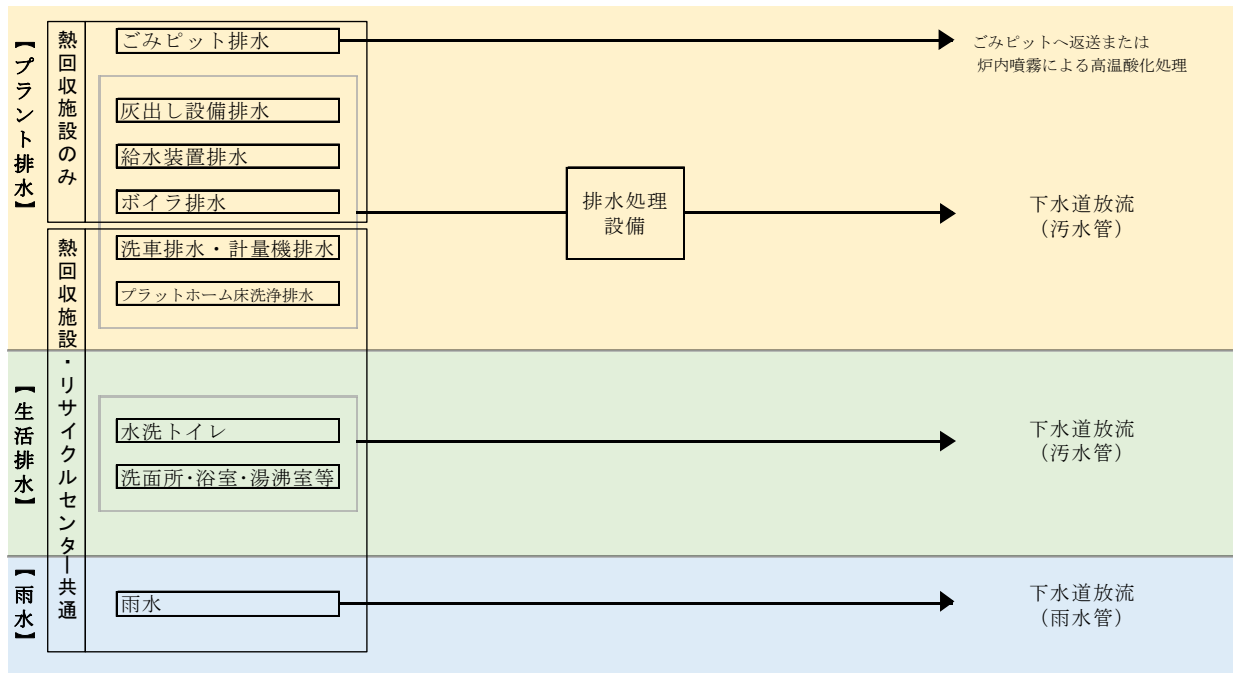 【プラント排水】
熱回収施設のみ
ごみピット排水
ごみピットへ返送または
炉内噴霧による高温酸化処理
灰出し設備排水
給水装置排水
ボイラ排水
排水処理
設備
下水道放流
（汚水管）
熱回収施設・リサイクルセンター共通
洗車排水・計量機排水
プラットホーム床洗浄排水
【生活排水】
水洗トイレ
洗面所・浴室・湯沸室等
下水道放流
（汚水管）
【雨水】
雨水
下水道放流
（雨水管）